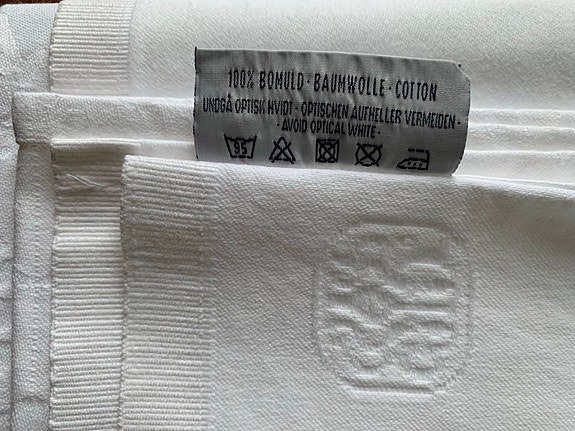 100% BOMULD · BAUMWOLLE · COTTON
UNDGÅ OPTISK HVIDT · OPTISCHEN AUFHELLER VERMEIDEN ·
· AVOID OPTICAL WHITE ·
95